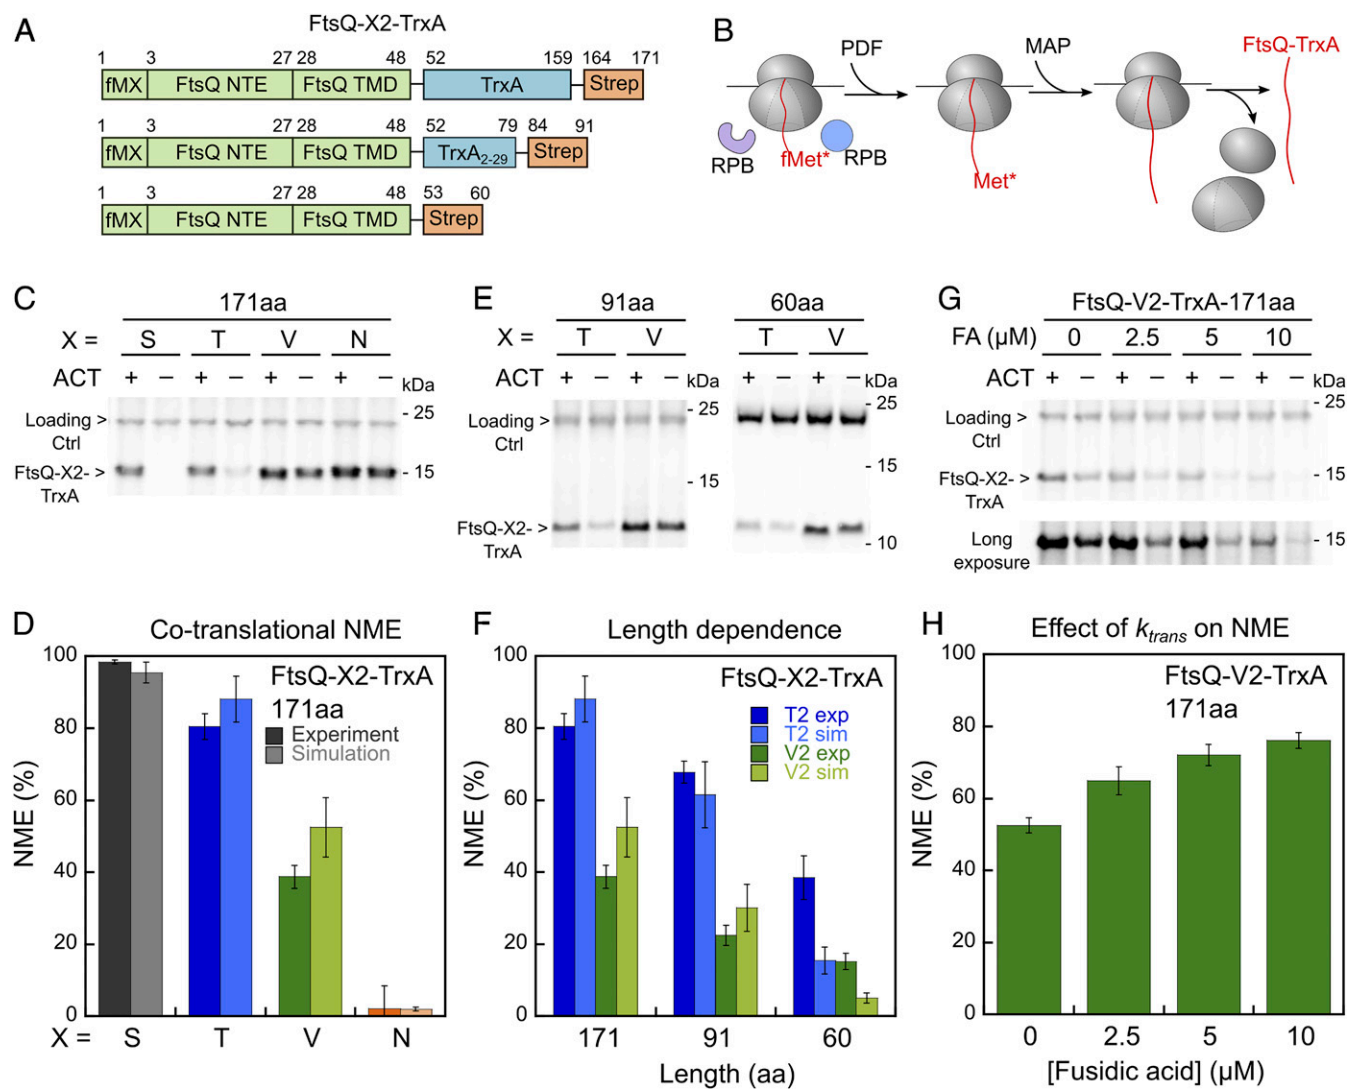 A
FtsQ-X2-TrxA
1 3 27 28 48 52 159 164 171
fMX FtsQ NTE FtsQ TMD TrxA Strep
1 3 27 28 48 52 79 84 91
fMX FtsQ NTE FtsQ TMD TrxA2-29 Strep
1 3 27 28 48 53 60
fMX FtsQ NTE FtsQ TMD Strep
B
PDF MAP FtsQ-TrxA
RPB fMet* RPB
Met*
C
171aa
X = S T V N
ACT + − + − + − + −
kDa
Loading >
Ctrl
- 25
FtsQ-X2- >
TrxA
- 15
E
91aa 60aa
X = T V T V
ACT + − + − kDa + − + − kDa
Loading >
Ctrl
- 25 - 25
- 15 - 15
FtsQ-X2- >
TrxA
- 10
G
FtsQ-V2-TrxA-171aa
FA (µM) 0 2.5 5 10
ACT + − + − + − + −
kDa
Loading >
Ctrl
- 25
FtsQ-X2- >
TrxA
- 15
Long
exposure
- 15
D
Co-translational NME
FtsQ-X2-TrxA
171aa
Experiment
Simulation
NME (%)
100
80
60
40
20
0
X = S T V N
F
Length dependence
FtsQ-X2-TrxA
T2 exp
T2 sim
V2 exp
V2 sim
NME (%)
100
80
60
40
20
0
171 91 60
Length (aa)
H
Effect of ktrans on NME
FtsQ-V2-TrxA
171aa
NME (%)
100
80
60
40
20
0
0 2.5 5 10
[Fusidic acid] (µM)